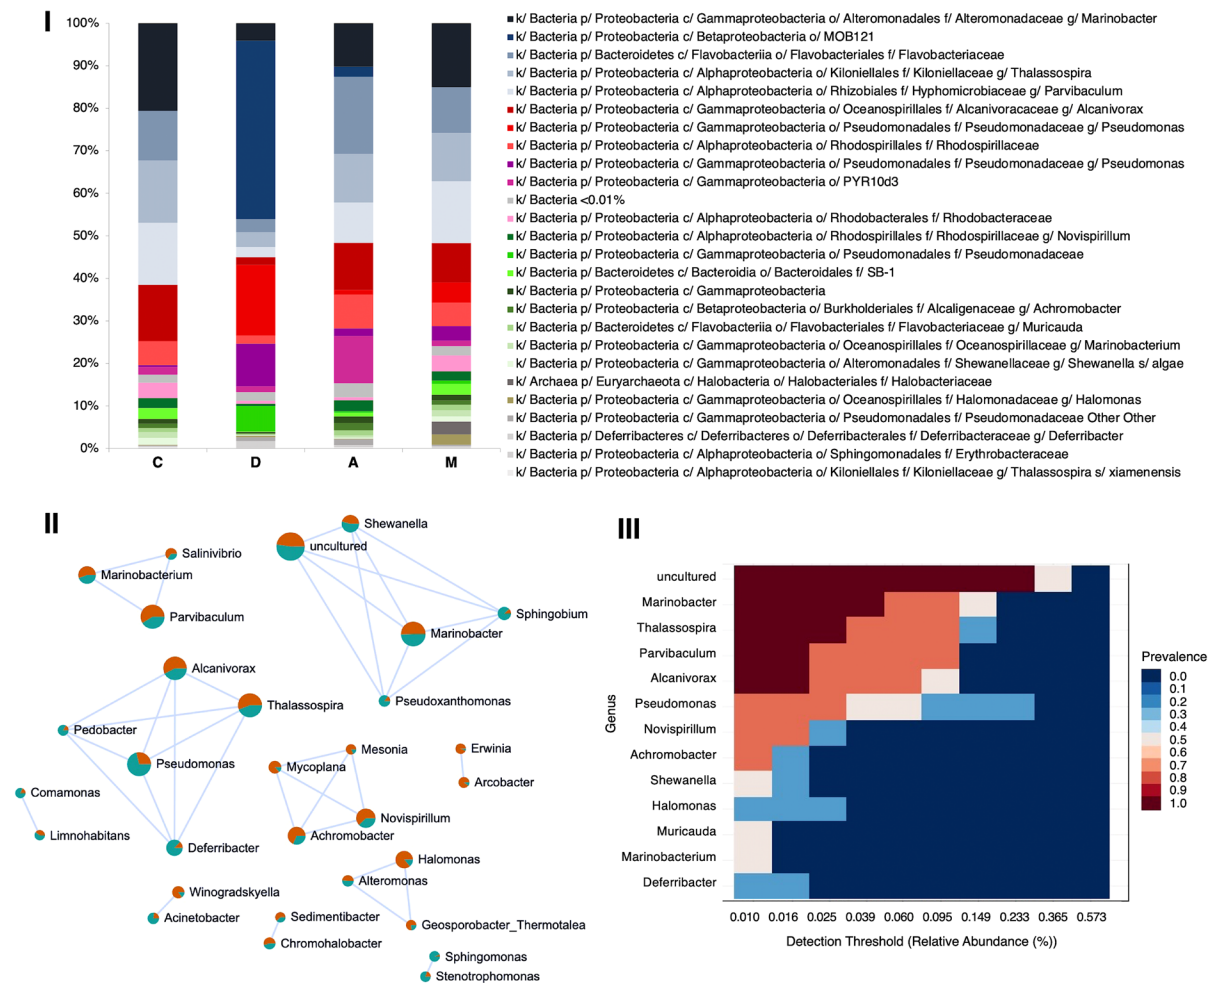 I
100%
90%
80%
70%
60%
50%
40%
30%
20%
10%
0%
C D A M
k/ Bacteria p/ Proteobacteria c/ Gammaproteobacteria o/ Alteromonadales f/ Alteromonadaceae g/ Marinobacter
k/ Bacteria p/ Proteobacteria c/ Betaproteobacteria o/ MOB121
k/ Bacteria p/ Bacteroidetes c/ Flavobacteriia o/ Flavobacteriales f/ Flavobacteriaceae
k/ Bacteria p/ Proteobacteria c/ Alphaproteobacteria o/ Kiloniellales f/ Kiloniellaceae g/ Thalassospira
k/ Bacteria p/ Proteobacteria c/ Alphaproteobacteria o/ Rhizobiales f/ Hyphomicrobiaceae g/ Parvibaculum
k/ Bacteria p/ Proteobacteria c/ Gammaproteobacteria o/ Oceanospirillales f/ Alcanivoracaceae g/ Alcanivorax
k/ Bacteria p/ Proteobacteria c/ Gammaproteobacteria o/ Pseudomonadales f/ Pseudomonadaceae g/ Pseudomonas
k/ Bacteria p/ Proteobacteria c/ Alphaproteobacteria o/ Rhodospirillales f/ Rhodospirillaceae
k/ Bacteria p/ Proteobacteria c/ Gammaproteobacteria o/ Pseudomonadales f/ Pseudomonadaceae g/ Pseudomonas
k/ Bacteria p/ Proteobacteria c/ Gammaproteobacteria o/ PYR10d3
k/ Bacteria <0.01%
k/ Bacteria p/ Proteobacteria c/ Alphaproteobacteria o/ Rhodobacterales f/ Rhodobacteraceae
k/ Bacteria p/ Proteobacteria c/ Alphaproteobacteria o/ Rhodospirillales f/ Rhodospirillaceae g/ Novispirillum
k/ Bacteria p/ Proteobacteria c/ Gammaproteobacteria o/ Pseudomonadales f/ Pseudomonadaceae
k/ Bacteria p/ Bacteroidetes c/ Bacteroidia o/ Bacteroidales f/ SB-1
k/ Bacteria p/ Proteobacteria c/ Gammaproteobacteria
k/ Bacteria p/ Proteobacteria c/ Betaproteobacteria o/ Burkholderiales f/ Alcaligenaceae g/ Achromobacter
k/ Bacteria p/ Bacteroidetes c/ Flavobacteriia o/ Flavobacteriales f/ Flavobacteriaceae g/ Muricauda
k/ Bacteria p/ Proteobacteria c/ Gammaproteobacteria o/ Oceanospirillales f/ Oceanospirillaceae g/ Marinobacterium
k/ Bacteria p/ Proteobacteria c/ Gammaproteobacteria o/ Alteromonadales f/ Shewanellaceae g/ Shewanella s/ algae
k/ Archaea p/ Euryarchaeota c/ Halobacteria o/ Halobacteriales f/ Halobacteriaceae
k/ Bacteria p/ Proteobacteria c/ Gammaproteobacteria o/ Oceanospirillales f/ Halomonadaceae g/ Halomonas
k/ Bacteria p/ Proteobacteria c/ Gammaproteobacteria o/ Pseudomonadales f/ Pseudomonadaceae Other Other
k/ Bacteria p/ Deferribacteres c/ Deferribacteres o/ Deferribacterales f/ Deferribacteraceae g/ Deferribacter
k/ Bacteria p/ Proteobacteria c/ Alphaproteobacteria o/ Sphingomonadales f/ Erythrobacteraceae
k/ Bacteria p/ Proteobacteria c/ Alphaproteobacteria o/ Kiloniellales f/ Kiloniellaceae g/ Thalassospira s/ xiamenensis
II
Shewanella
uncultured
Salinivibrio
Marinobacterium
Parvibaculum
Sphingobium
Marinobacter
Alcanivorax
Pseudoxanthomonas
Thalassospira
Pedobacter
Mesonia
Erwinia
Pseudomonas
Mycoplana
Arcobacter
Comamonas
Novispirillum
Limnohabitans
Achromobacter
Deferribacter
Halomonas
Alteromonas
Winogradskyella
Acinetobacter
Sedimentibacter
Geosporobacter_Thermotalea
Chromohalobacter
Sphingomonas
Stenotrophomonas
III
Genus
uncultured
Marinobacter
Thalassospira
Parvibaculum
Alcanivorax
Pseudomonas
Novispirillum
Achromobacter
Shewanella
Halomonas
Muricauda
Marinobacterium
Deferribacter
0.010 0.016 0.025 0.039 0.060 0.095 0.149 0.233 0.365 0.573
Detection Threshold (Relative Abundance (%))
Prevalence
0.0
0.1
0.2
0.3
0.4
0.5
0.6
0.7
0.8
0.9
1.0